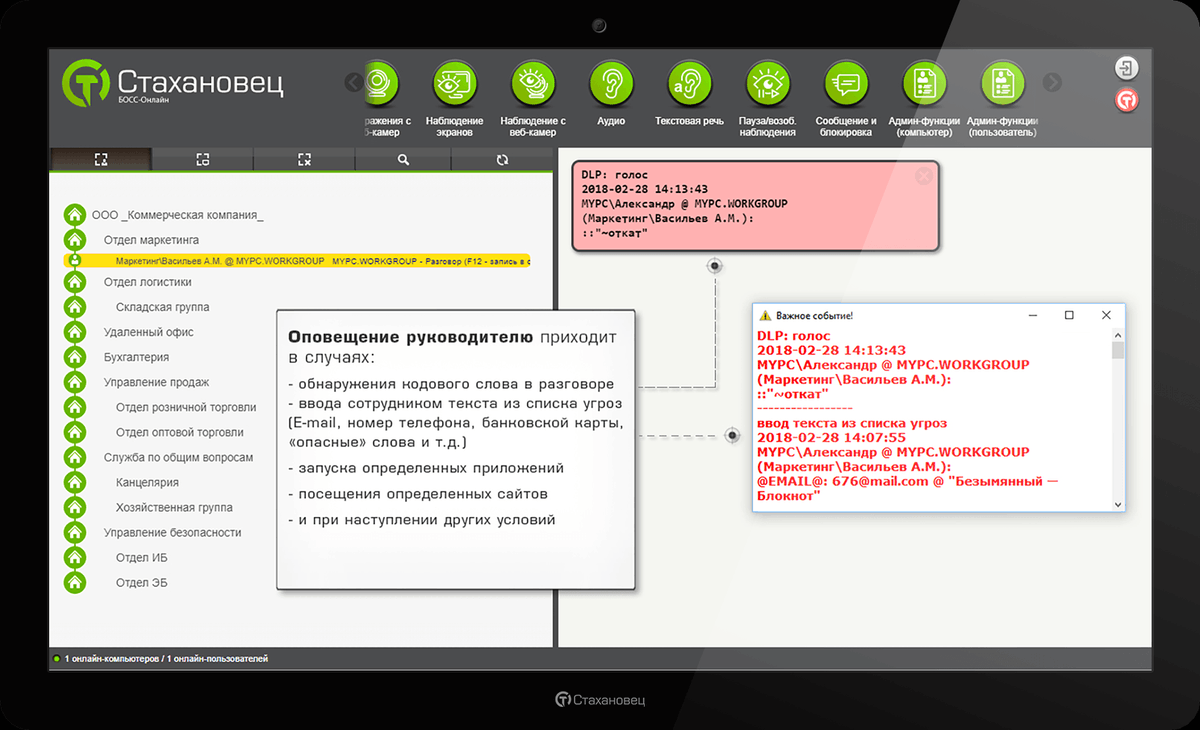 Стахановец
БОСС-Онлайн
ражения с
б-камер
Наблюдение
экранов
Наблюдение с
веб-камер
Аудио
Текстовая речь
Пауза/возоб.
наблюдения
Сообщение и
блокировка
Админ-функции
(компьютер)
Админ-функции
(пользователь)
ООО _Коммерческая компания_
Отдел маркетинга
Маркетинг\Васильев А.М. @ MYPC.WORKGROUP MYPC.WORKGROUP - Разговор (F12 - запись в с
Отдел логистики
Складская группа
Удаленный офис
Бухгалтерия
Управление продаж
Отдел розничной торговли
Отдел оптовой торговли
Служба по общим вопросам
Канцелярия
Хозяйственная группа
Управление безопасности
Отдел ИБ
Отдел ЭБ
DLP: голос
2018-02-28 14:13:43
MYPC\Александр @ MYPC.WORKGROUP
(Маркетинг\Васильев А.М.):
::"~откат"
Оповещение руководителю приходит
в случаях:
- обнаружения кодового слова в разговоре
- ввода сотрудником текста из списка угроз
(E-mail, номер телефона, банковской карты,
«опасные» слова и т.д.)
- запуска определенных приложений
- посещения определенных сайтов
- и при наступлении других условий
Важное событие!
DLP: голос
2018-02-28 14:13:43
MYPC\Александр @ MYPC.WORKGROUP
(Маркетинг\Васильев А.М.):
::"~откат"
-----------------
ввод текста из списка угроз
2018-02-28 14:07:55
MYPC\Александр @ MYPC.WORKGROUP
(Маркетинг\Васильев А.М.):
@EMAIL@: 676@mail.com @ "Безымянный —
Блокнот"
1 онлайн-компьютеров / 1 онлайн-пользователей
Стахановец